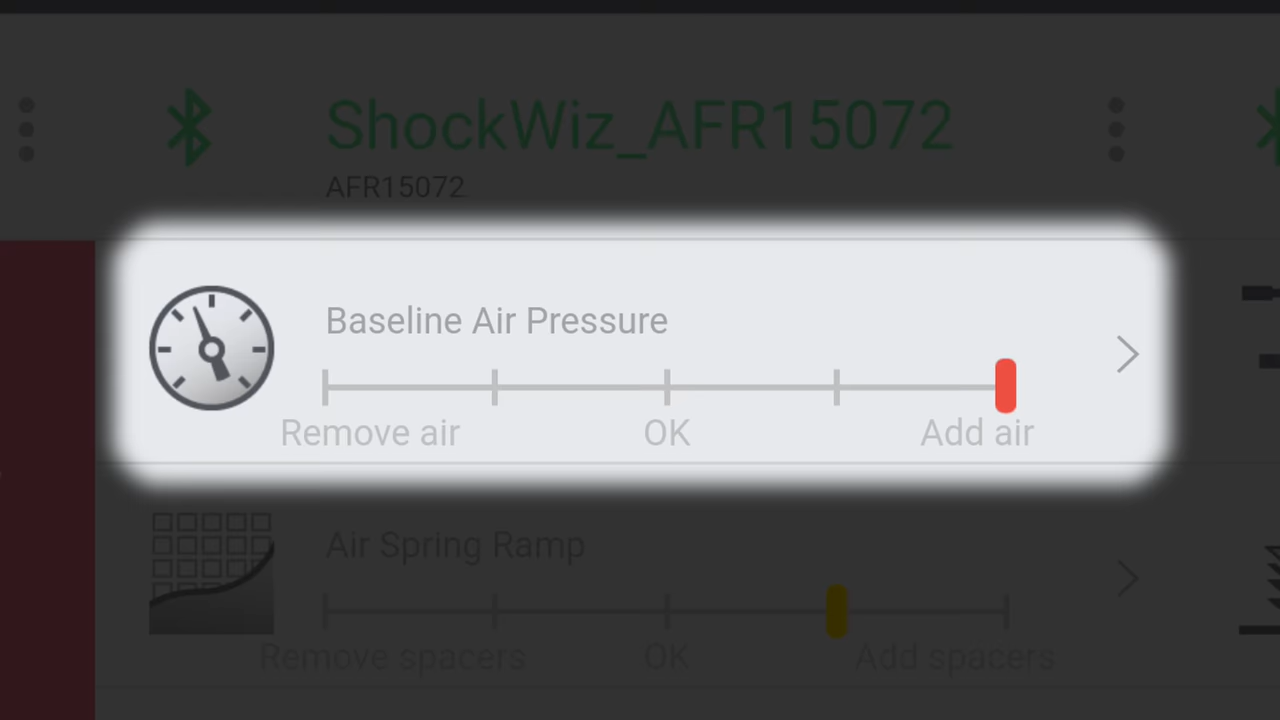 ShockWiz_AFR15072
AFR15072
Baseline Air Pressure
Remove air OK Add air
Air Spring Ramp
Remove spacers OK Add spacers